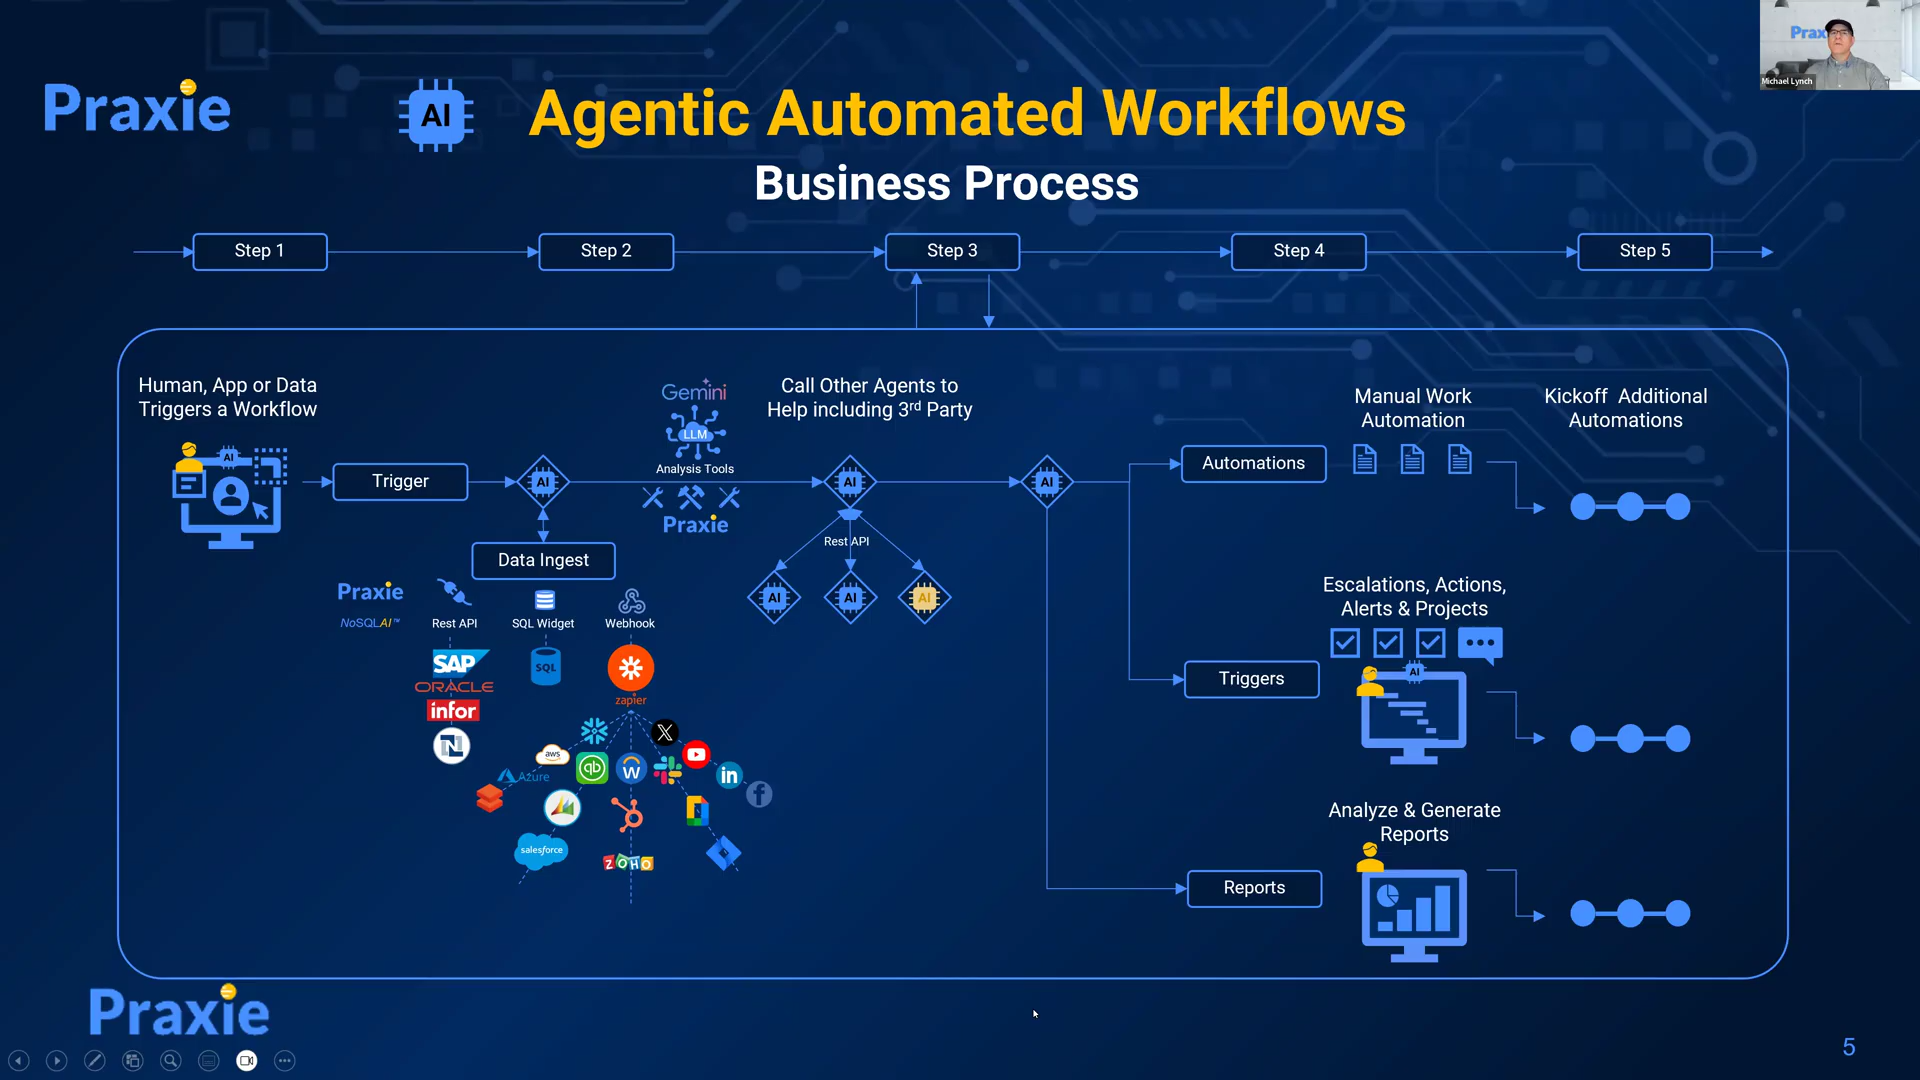 Praxie
Michael Lynch
Praxie
AI
Agentic Automated Workflows
Business Process
Step 1
Step 2
Step 3
Step 4
Step 5
Human, App or Data
Triggers a Workflow
AI
Trigger
AI
Gemini
LLM
Analysis Tools
Praxie
Call Other Agents to
Help including 3rd Party
AI
Rest API
AI
AI
AI
AI
Data Ingest
Praxie
NoSQLAI™
Rest API
SQL Widget
Webhook
SAP
ORACLE
infor
N
SQL
zapier
aws
Azure
qb
W
X
in
f
salesforce
ZOHO
Automations
Manual Work
Automation
Kickoff Additional
Automations
Triggers
Escalations, Actions,
Alerts & Projects
AI
Reports
Analyze & Generate
Reports
Praxie
5